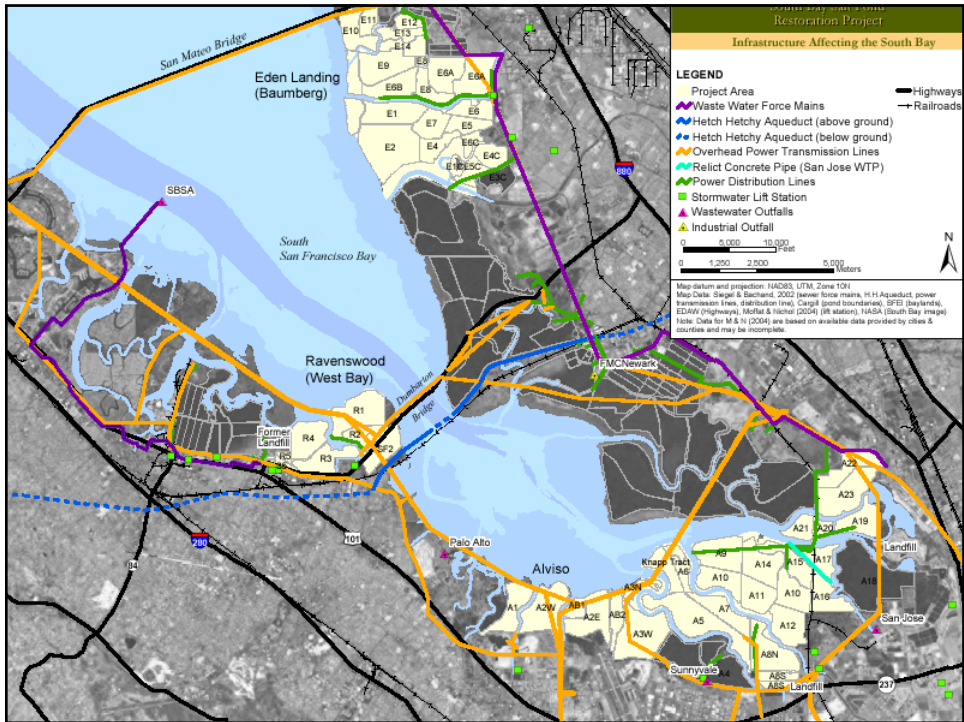 South Bay Salt Pond
Restoration Project
Infrastructure Affecting the South Bay
LEGEND
Project Area
Highways
Waste Water Force Mains
Railroads
Hetch Hetchy Aqueduct (above ground)
Hetch Hetchy Aqueduct (below ground)
Overhead Power Transmission Lines
Relict Concrete Pipe (San Jose WTP)
Power Distribution Lines
Stormwater Lift Station
Wastewater Outfalls
Industrial Outfall
N
0 5,000 10,000
Feet
0 1,250 2,500 5,000
Meters
Map datum and projection: NAD83, UTM, Zone 10N
Map Data: Siegel & Bachand, 2002 (sewer force mains, H.H.Aqueduct, power
transmission lines, distribution line), Cargill (pond boundaries), SFEI (baylands),
EDAW (Highways), Moffat & Nichol (2004) (lift station), NASA (South Bay image)
Note: Data for M & N (2004) are based on available data provided by cities &
counties and may be incomplete.
San Mateo Bridge
Eden Landing
(Baumberg)
E11
E12
E10
E13
E14
E9
E8
E6A
E6A
E6B
E8
E1
E6
E7
E5
E2
E4
E6C
E4C
E5C
E3C
880
SBSA
South
San Francisco Bay
Ravenswood
(West Bay)
Dumbarton
Bridge
FMCNewark
R1
R2
R4
R3
R5
SF2
Former
Landfill
84
280
101
Palo Alto
Alviso
Knapp Tract
A1
A2W
AB1
A2E
AB2
A3N
A3W
A6
A9
A10
A14
A15
A17
A11
A10
A16
A7
A5
A12
A8N
A4
A8S
A8S
A22
A23
A21
A20
A19
A18
Landfill
San Jose
Sunnyvale
Landfill
237